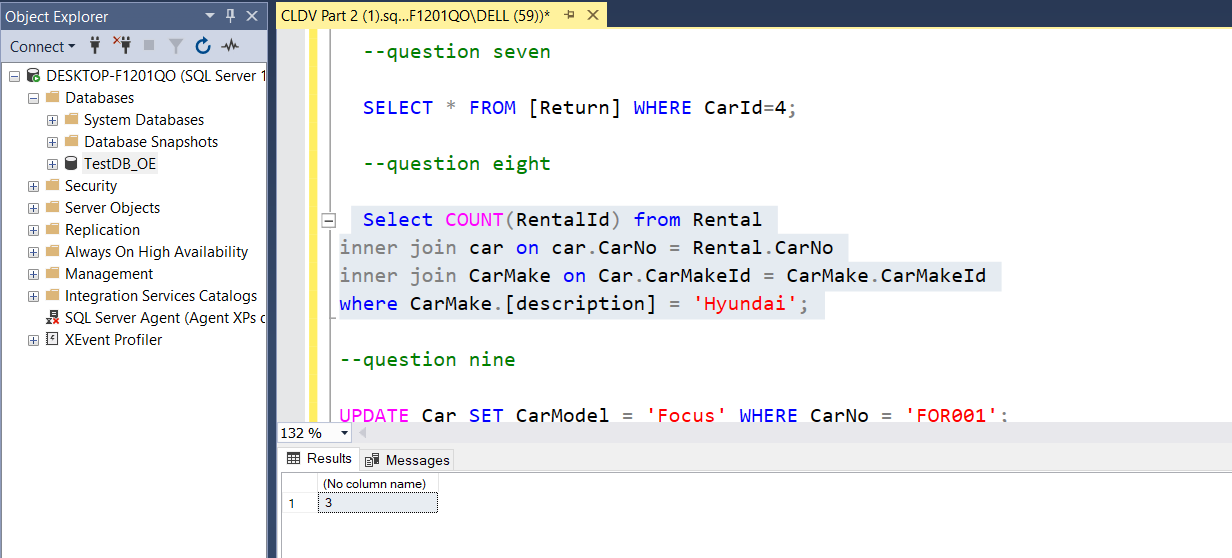 Object Explorer
Connect
DESKTOP-F1201QO (SQL Server 1
Databases
System Databases
Database Snapshots
TestDB_OE
Security
Server Objects
Replication
Always On High Availability
Management
Integration Services Catalogs
SQL Server Agent (Agent XPs
XEvent Profiler
CLDV Part 2 (1).sq...F1201QO\DELL (59))*
--question seven
SELECT * FROM [Return] WHERE CarId=4;
--question eight
Select COUNT(RentalId) from Rental
inner join car on car.CarNo = Rental.CarNo
inner join CarMake on Car.CarMakeId = CarMake.CarMakeId
where CarMake.[description] = 'Hyundai';
--question nine
UPDATE Car SET CarModel = 'Focus' WHERE CarNo = 'FOR001';
132 %
Results Messages
(No column name)
1 3